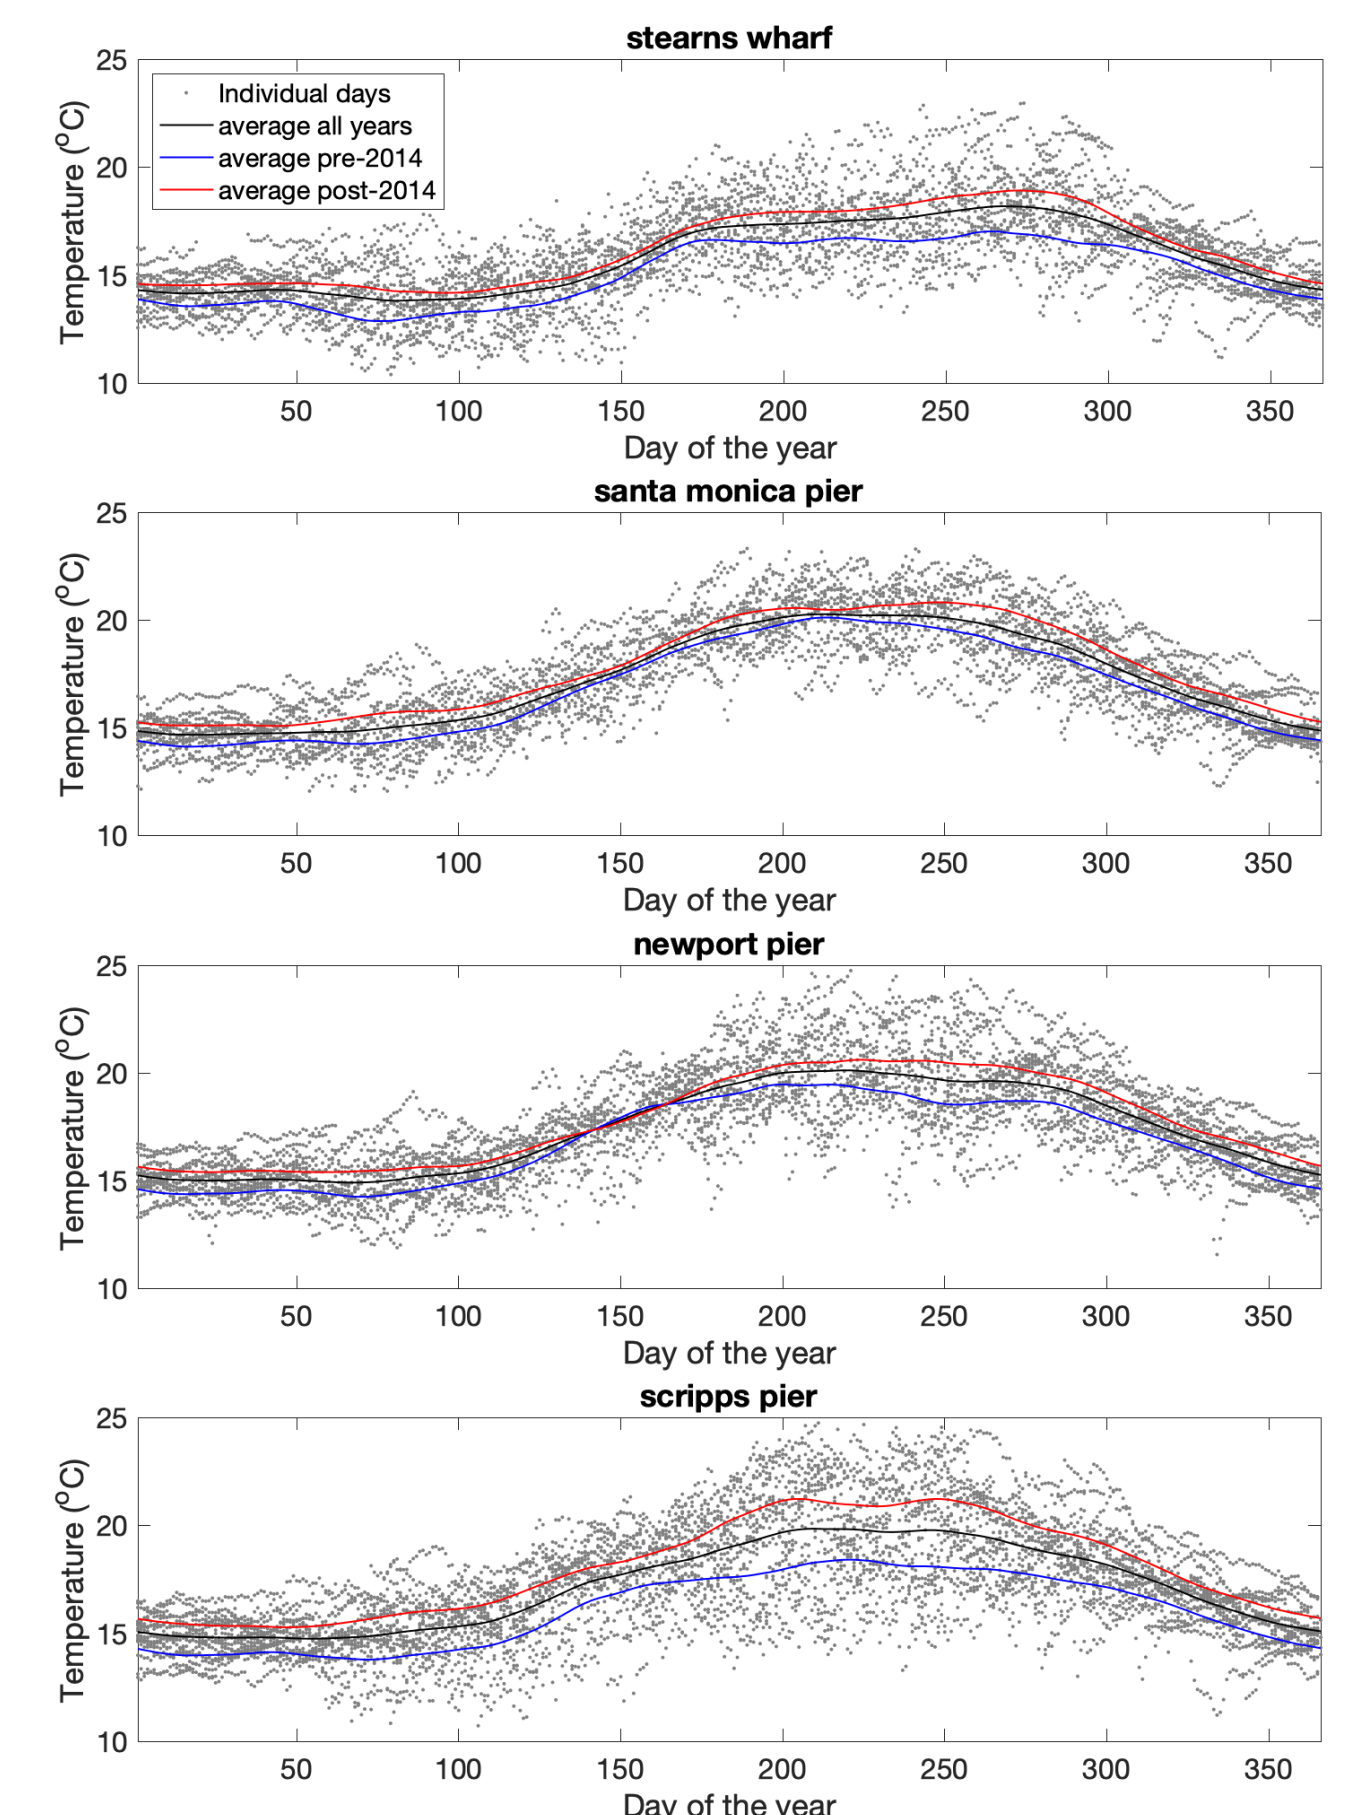 stearns wharf
25
20
15
10
Temperature (°C)
Individual days
average all years
average pre-2014
average post-2014
50 100 150 200 250 300 350
Day of the year
santa monica pier
25
20
15
10
Temperature (°C)
50 100 150 200 250 300 350
Day of the year
newport pier
25
20
15
10
Temperature (°C)
50 100 150 200 250 300 350
Day of the year
scripps pier
25
20
15
10
Temperature (°C)
50 100 150 200 250 300 350
Day of the year